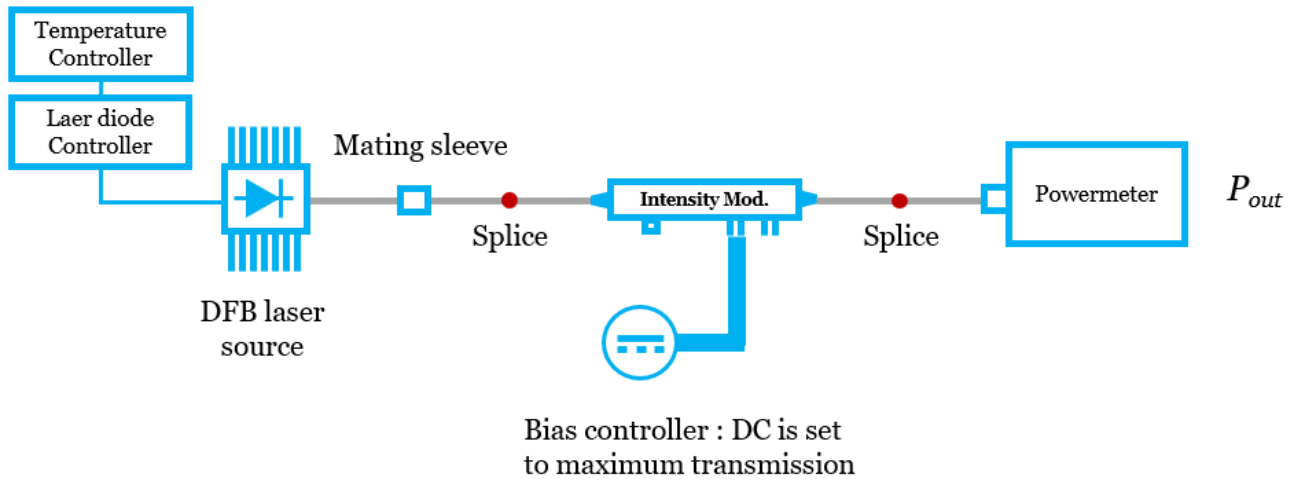 Temperature
Controller
Laer diode
Controller
Mating sleeve
Intensity Mod.
Powermeter
P_out
Splice
Splice
DFB laser
source
Bias controller : DC is set
to maximum transmission